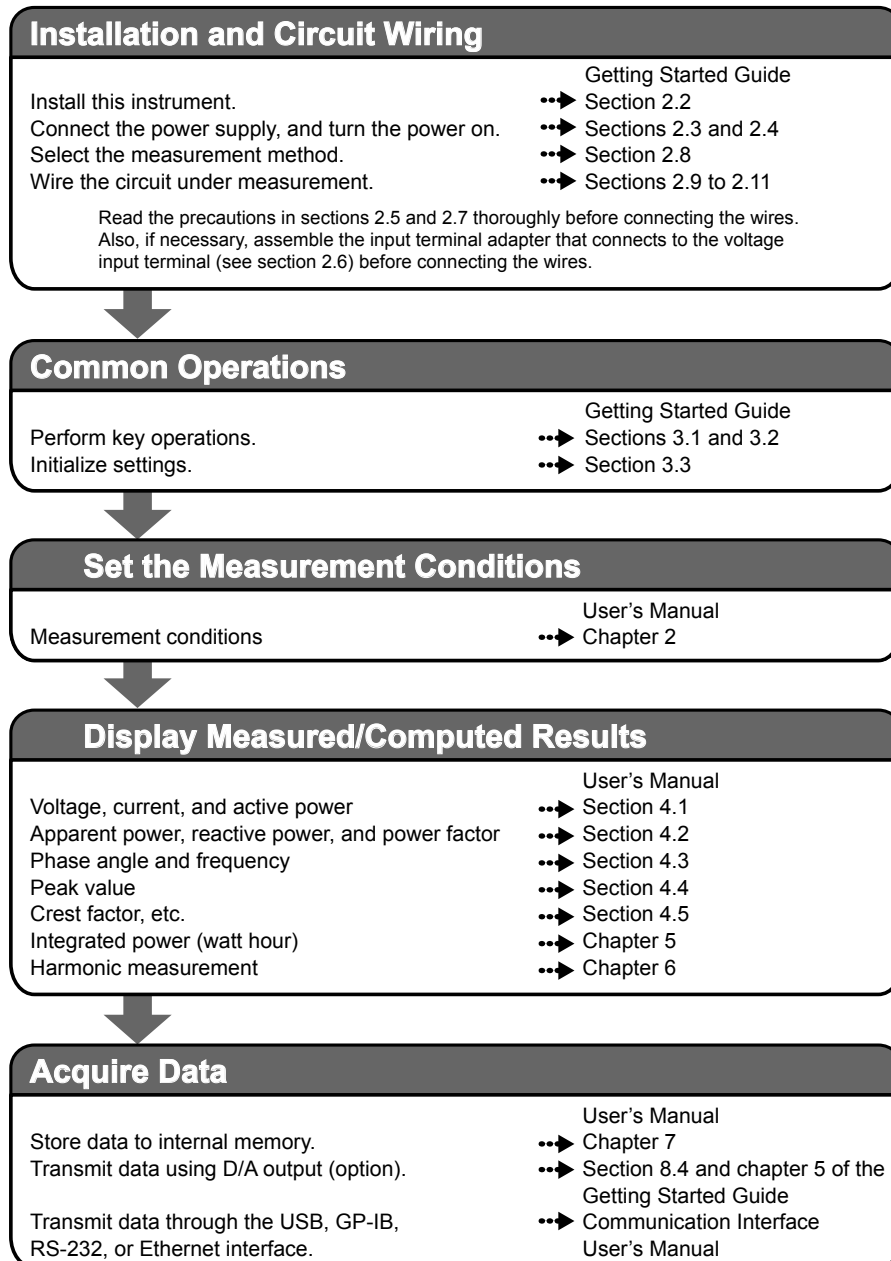 Installation and Circuit Wiring
Getting Started Guide
Install this instrument. Section 2.2
Connect the power supply, and turn the power on. Sections 2.3 and 2.4
Select the measurement method. Section 2.8
Wire the circuit under measurement. Sections 2.9 to 2.11
Read the precautions in sections 2.5 and 2.7 thoroughly before connecting the wires.
Also, if necessary, assemble the input terminal adapter that connects to the voltage
input terminal (see section 2.6) before connecting the wires.
Common Operations
Getting Started Guide
Perform key operations. Sections 3.1 and 3.2
Initialize settings. Section 3.3
Set the Measurement Conditions
User’s Manual
Measurement conditions Chapter 2
Display Measured/Computed Results
User’s Manual
Voltage, current, and active power Section 4.1
Apparent power, reactive power, and power factor Section 4.2
Phase angle and frequency Section 4.3
Peak value Section 4.4
Crest factor, etc. Section 4.5
Integrated power (watt hour) Chapter 5
Harmonic measurement Chapter 6
Acquire Data
User’s Manual
Store data to internal memory. Chapter 7
Transmit data using D/A output (option). Section 8.4 and chapter 5 of the
Getting Started Guide
Transmit data through the USB, GP-IB, Communication Interface
RS-232, or Ethernet interface. User’s Manual